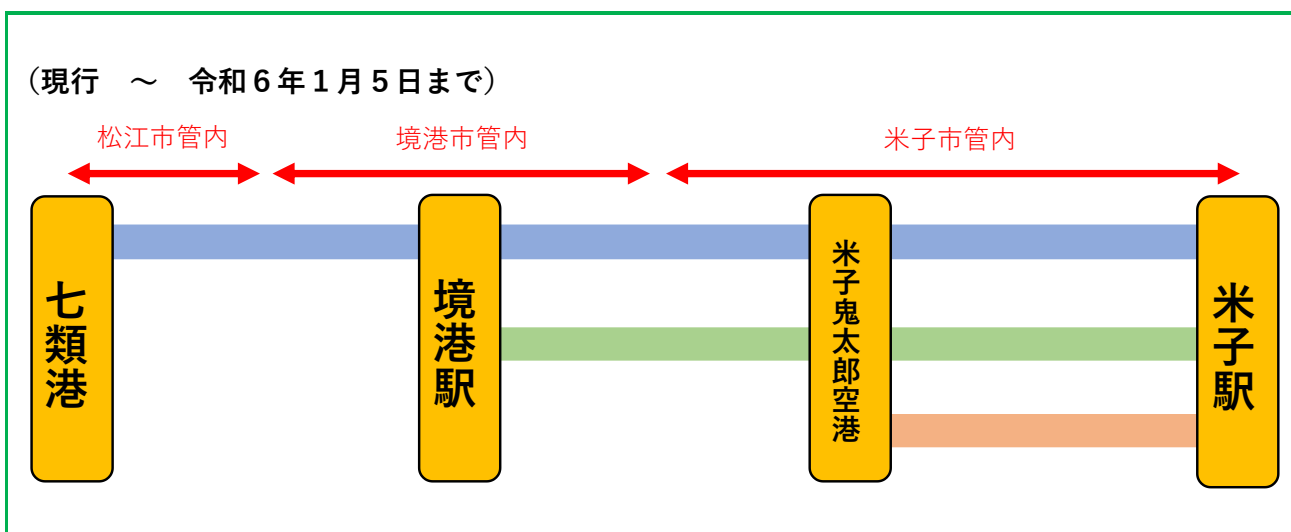 （現行　～　令和６年１月５日まで）
松江市管内
境港市管内
米子市管内
七類港
境港駅
米子鬼太郎空港
米子駅